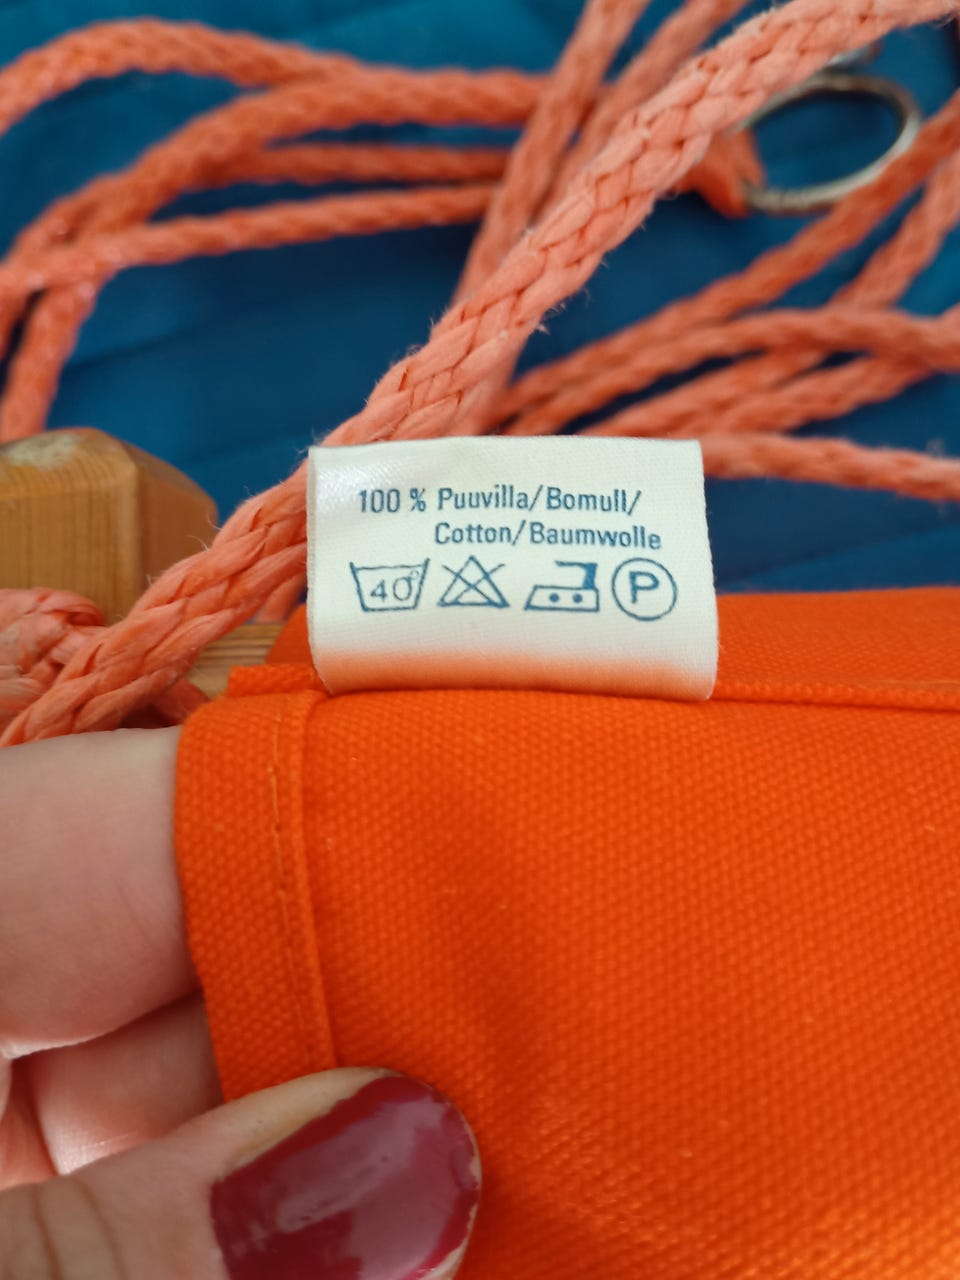 100 % Puuvilla/Bomull/
Cotton/Baumwolle
40° P